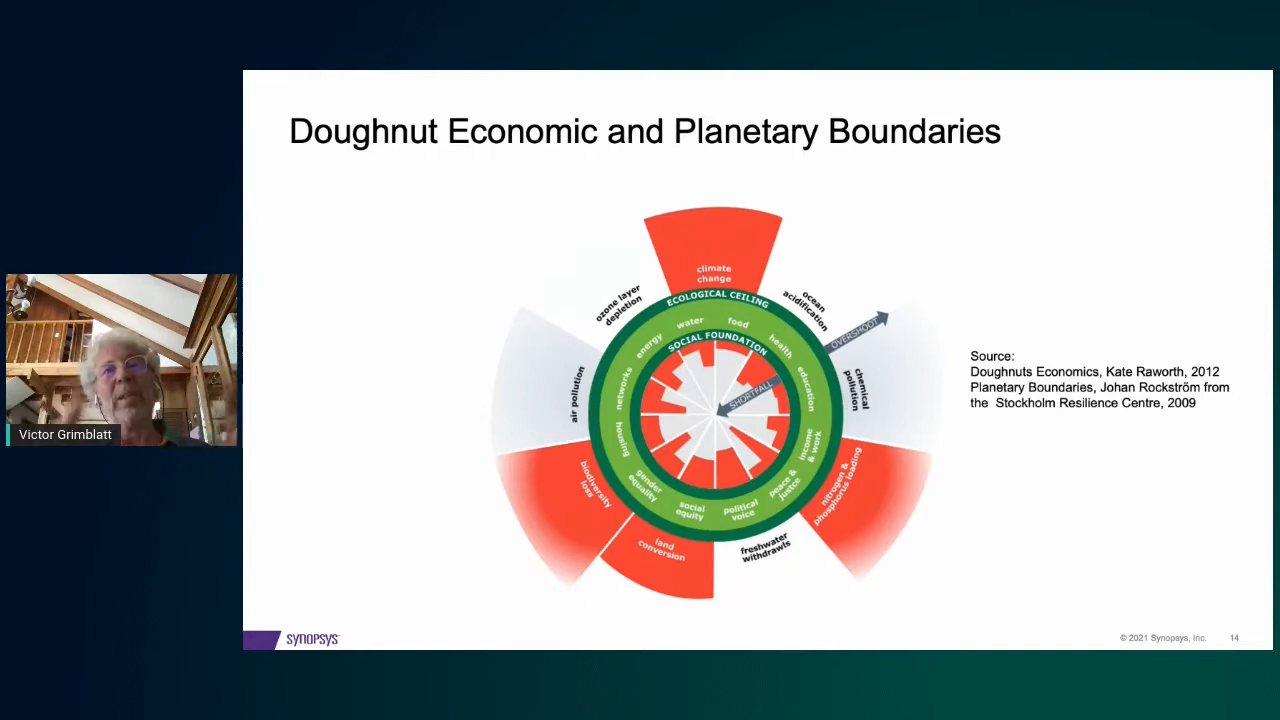 Doughnut Economic and Planetary Boundaries
climate
change
ECOLOGICAL CEILING
ozone layer
depletion
ocean
acidification
OVERSHOOT
water
food
energy
health
SOCIAL FOUNDATION
SHORTFALL
networks
education
air pollution
chemical
pollution
housing
income
& work
gender
equality
peace &
justce
social
equity
political
voice
biodiversity
loss
nitrogen &
phosphorus loading
land
conversion
freshwater
withdrawls
Source:
Doughnuts Economics, Kate Raworth, 2012
Planetary Boundaries, Johan Rockström from
the Stockholm Resilience Centre, 2009
Victor Grimblatt
SYNOPSYS
© 2021 Synopsys, Inc.
14